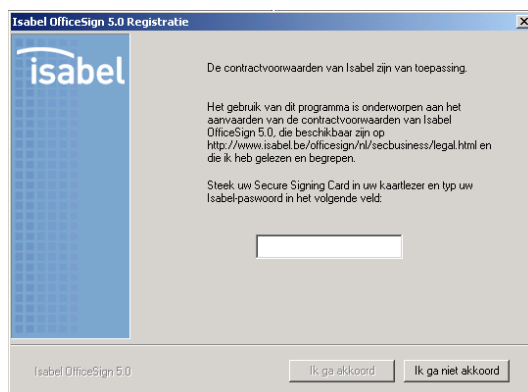 Isabel OfficeSign 5.0 Registratie
isabel
De contractvoorwaarden van Isabel zijn van toepassing.
Het gebruik van dit programma is onderworpen aan het
aanvaarden van de contractvoorwaarden van Isabel
OfficeSign 5.0, die beschikbaar zijn op
http://www.isabel.be/officesign/nl/secbusiness/legal.html en
die ik heb gelezen en begrepen.
Steek uw Secure Signing Card in uw kaartlezer en typ uw
Isabel-paswoord in het volgende veld:
Isabel OfficeSign 5.0
Ik ga akkoord
Ik ga niet akkoord